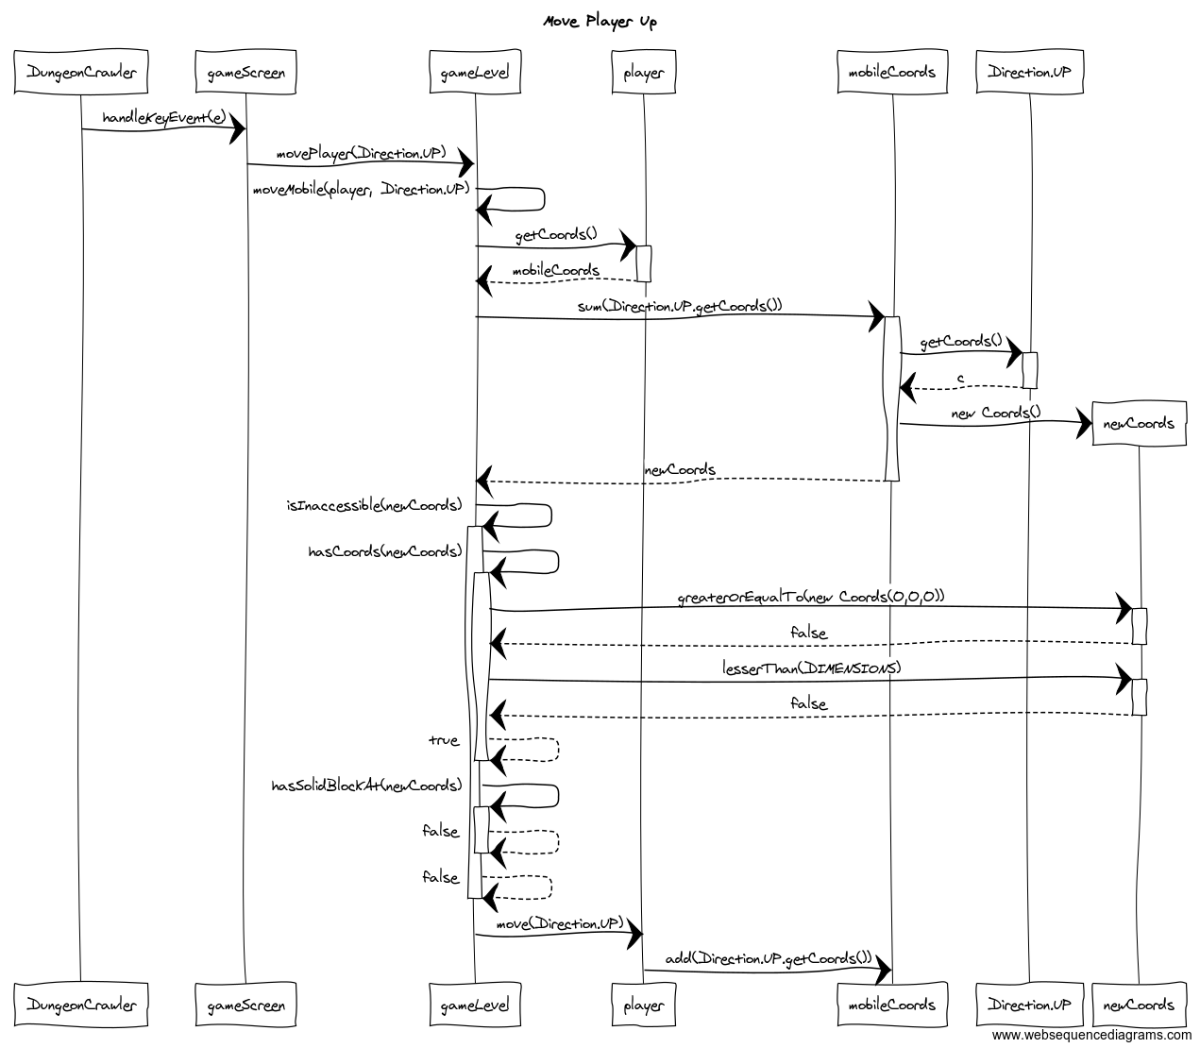 Move Player Up
DungeonCrawler
gameScreen
gameLevel
player
mobileCoords
Direction.UP
handleKeyEvent(e)
movePlayer(Direction.UP)
moveMobile(player, Direction.UP)
getCoords()
mobileCoords
sum(Direction.UP.getCoords())
getCoords()
c
new Coords()
newCoords
newCoords
isInaccessible(newCoords)
hasCoords(newCoords)
greaterOrEqualTo(new Coords(0,0,0))
false
lesserThan(DIMENSIONS)
false
true
hasSolidBlockAt(newCoords)
false
false
move(Direction.UP)
add(Direction.UP.getCoords())
DungeonCrawler
gameScreen
gameLevel
player
mobileCoords
Direction.UP
newCoords
www.websequencediagrams.com